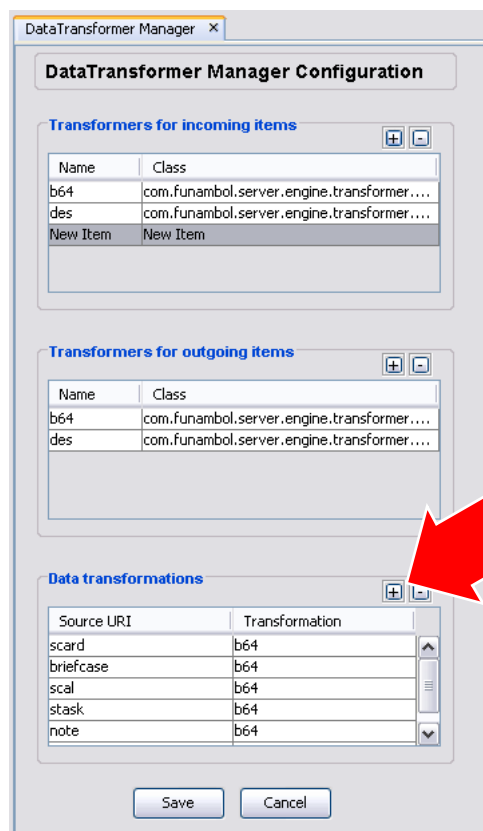 DataTransformer Manager ×
DataTransformer Manager Configuration
Transformers for incoming items
Name Class
b64 com.funambol.server.engine.transformer....
des com.funambol.server.engine.transformer....
New Item New Item
Transformers for outgoing items
Name Class
b64 com.funambol.server.engine.transformer....
des com.funambol.server.engine.transformer....
Data transformations
Source URI Transformation
scard b64
briefcase b64
scal b64
stask b64
note b64
Save Cancel